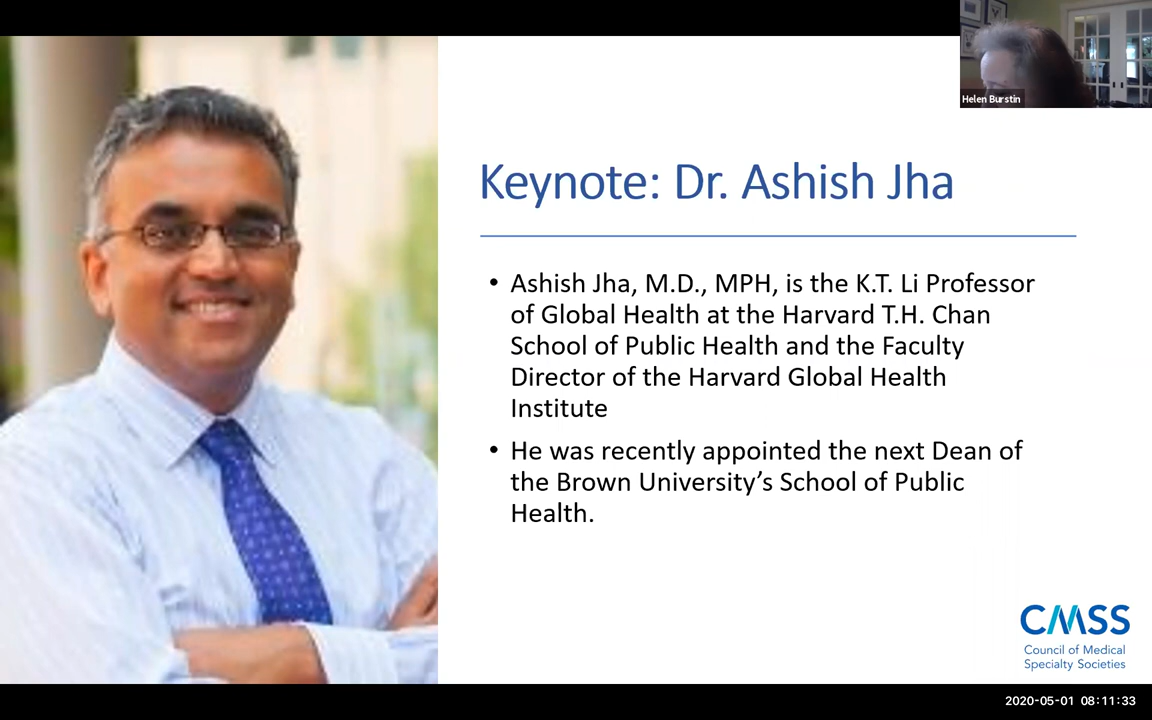 Helen Burstin
Keynote: Dr. Ashish Jha
• Ashish Jha, M.D., MPH, is the K.T. Li Professor
of Global Health at the Harvard T.H. Chan
School of Public Health and the Faculty
Director of the Harvard Global Health
Institute
• He was recently appointed the next Dean of
the Brown University’s School of Public
Health.
CMSS
Council of Medical
Specialty Societies
2020-05-01 08:11:33